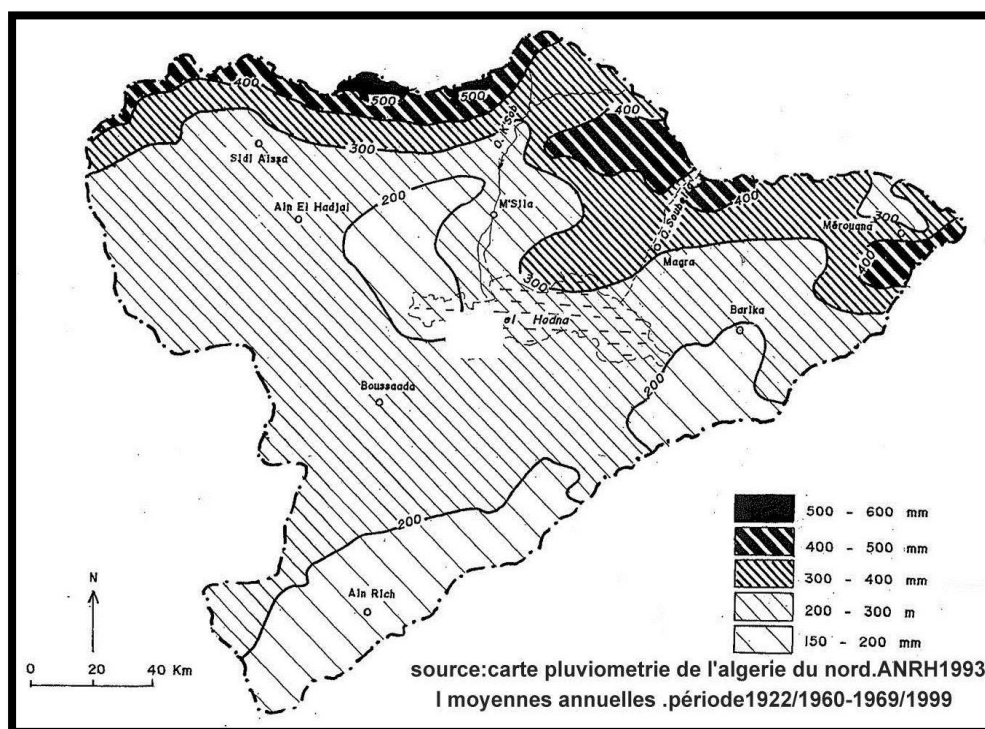 400
500
500
400
300
O. K'Sob
Sidi Aissa
200
M'Sila
O. Soubella
400
Ain El Hadjal
300
Mérouana
400
300
Magra
el Hodna
Barika
Boussaada
200
200
Ain Rich
N
0 20 40 Km
500 - 600 mm
400 - 500 mm
300 - 400 mm
200 - 300 m
150 - 200 mm
source:carte pluviometrie de l'algerie du nord.ANRH1993
l moyennes annuelles .période1922/1960-1969/1999